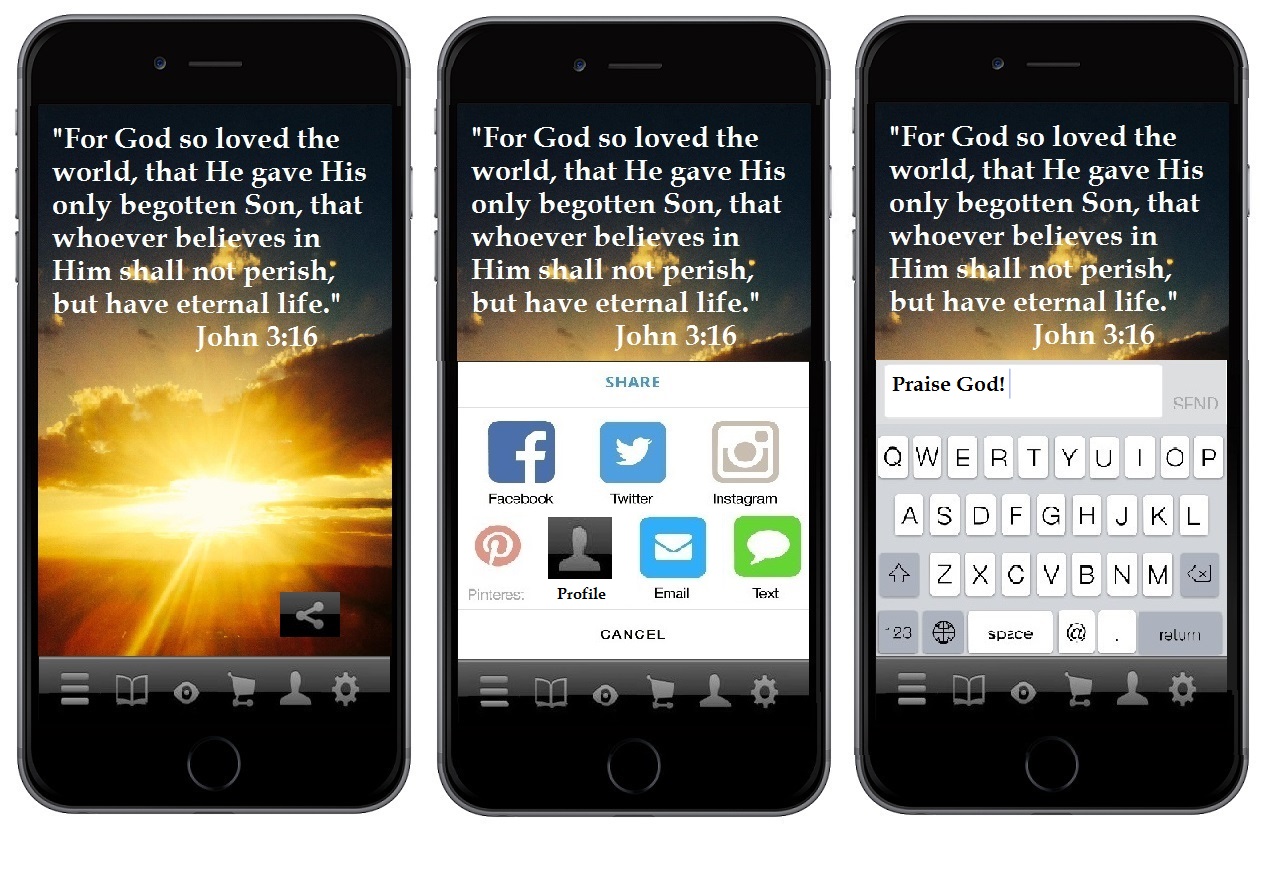 "For God so loved the
world, that He gave His
only begotten Son, that
whoever believes in
Him shall not perish,
but have eternal life."
John 3:16
"For God so loved the
world, that He gave His
only begotten Son, that
whoever believes in
Him shall not perish,
but have eternal life."
John 3:16
SHARE
Facebook Twitter Instagram
Pinteres: Profile Email Text
CANCEL
"For God so loved the
world, that He gave His
only begotten Son, that
whoever believes in
Him shall not perish,
but have eternal life."
John 3:16
Praise God!
SEND
Q W E R T Y U I O P
A S D F G H J K L
Z X C V B N M
123 space @ . return